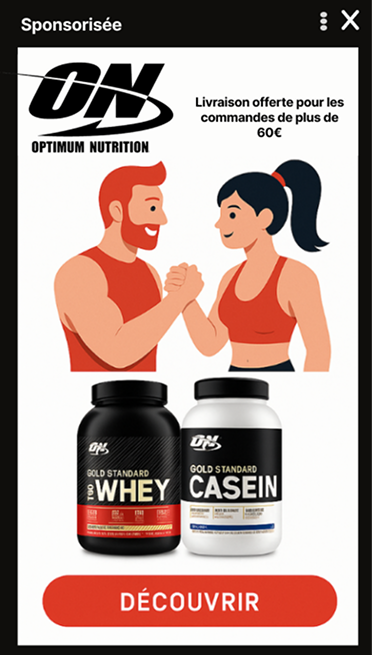 Sponsorisée
ON
OPTIMUM NUTRITION
Livraison offerte pour les
commandes de plus de
60€
ON
GOLD STANDARD
WHEY
ON
GOLD STANDARD
CASEIN
DÉCOUVRIR